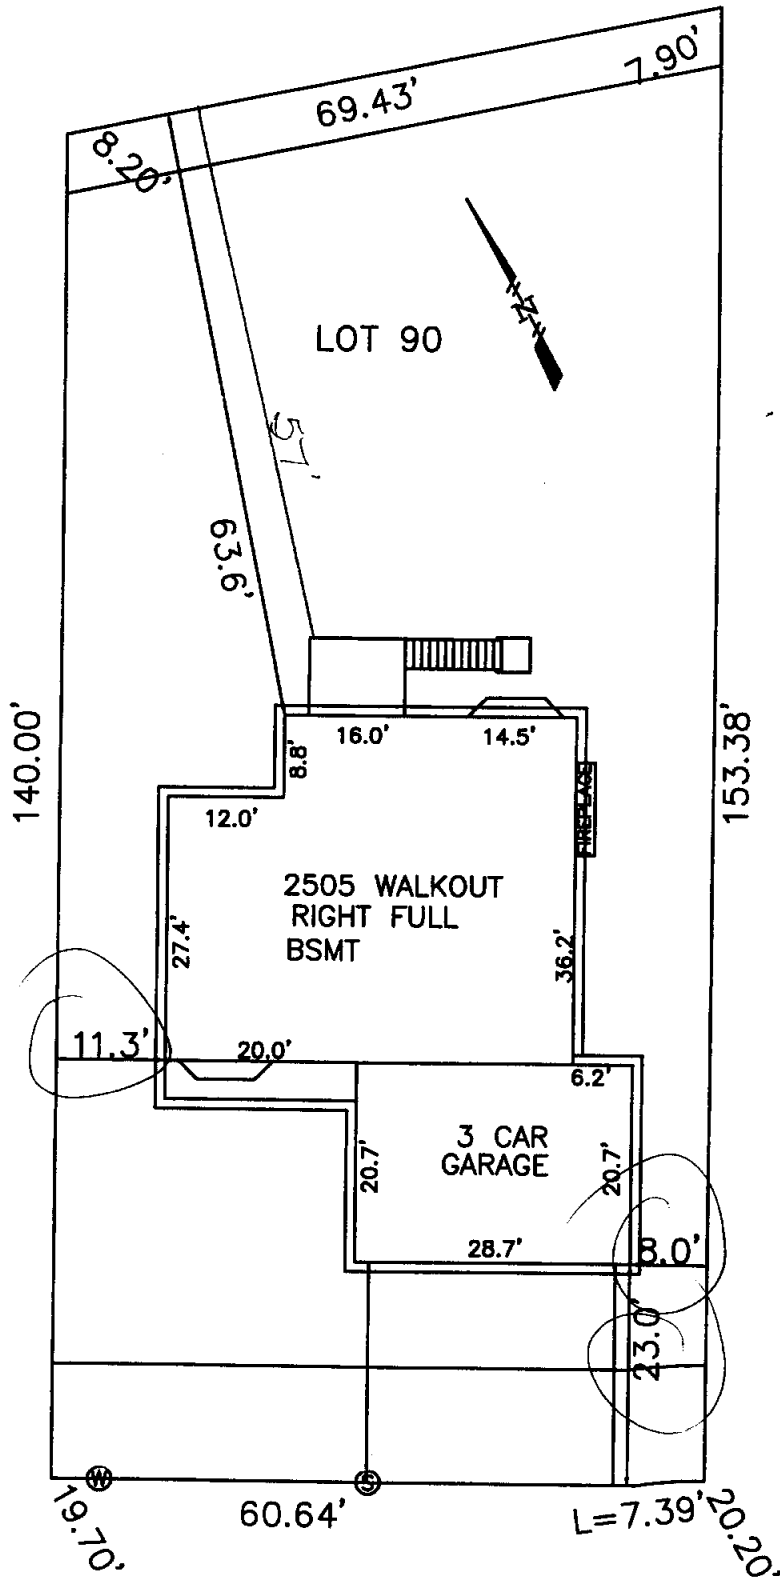 7.90'
69.43'
8.20'
N
LOT 90
57'
63.6'
140.00'
153.38'
16.0'
14.5'
8.8'
FIREPLACE
12.0'
2505 WALKOUT
RIGHT FULL
BSMT
27.4'
36.2'
11.3'
20.0'
6.2'
3 CAR
GARAGE
20.7'
20.7'
28.7'
8.0'
23.0'
W
S
19.70'
60.64'
L=7.39'
20.20'